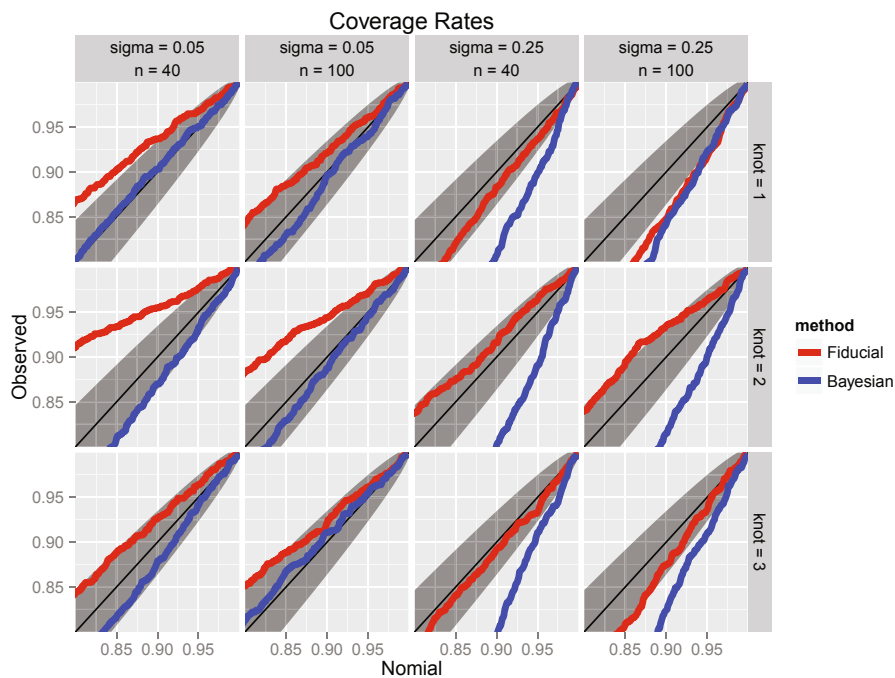 Coverage Rates
sigma = 0.05
n = 40
sigma = 0.05
n = 100
sigma = 0.25
n = 40
sigma = 0.25
n = 100
0.95
0.90
0.85
knot = 1
0.95
0.90
0.85
knot = 2
0.95
0.90
0.85
knot = 3
Observed
0.85 0.90 0.95
0.85 0.90 0.95
0.85 0.90 0.95
0.85 0.90 0.95
Nomial
method
Fiducial
Bayesian